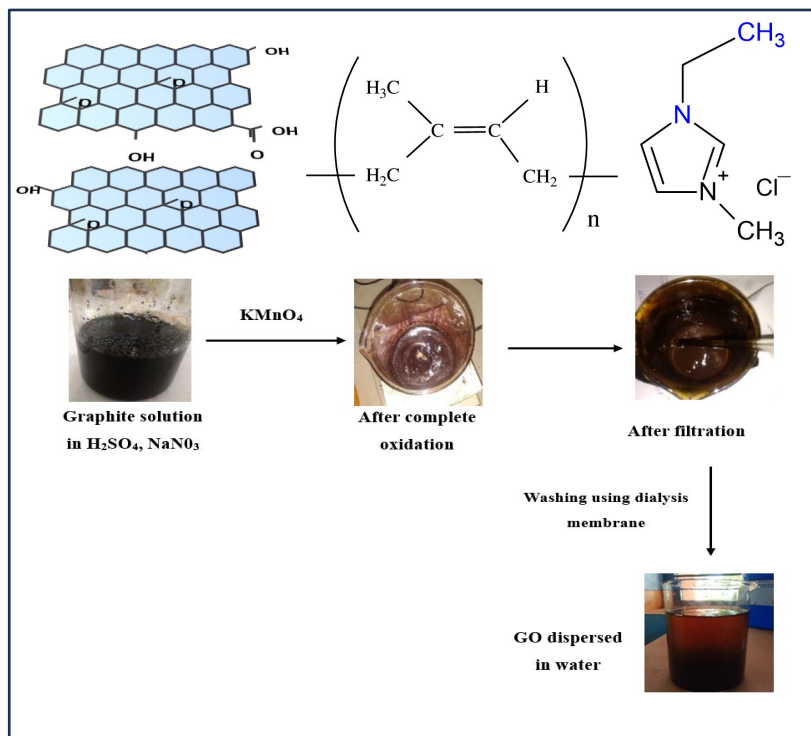 OH
P
P
OH
O
OH
OH
P
P
H₃C
H
C
C
H₂C
CH₂
n
CH₃
N
N
+
Cl⁻
CH₃
KMnO₄
Graphite solution
in H₂SO₄, NaN0₃
After complete
oxidation
After filtration
Washing using dialysis
membrane
GO dispersed
in water